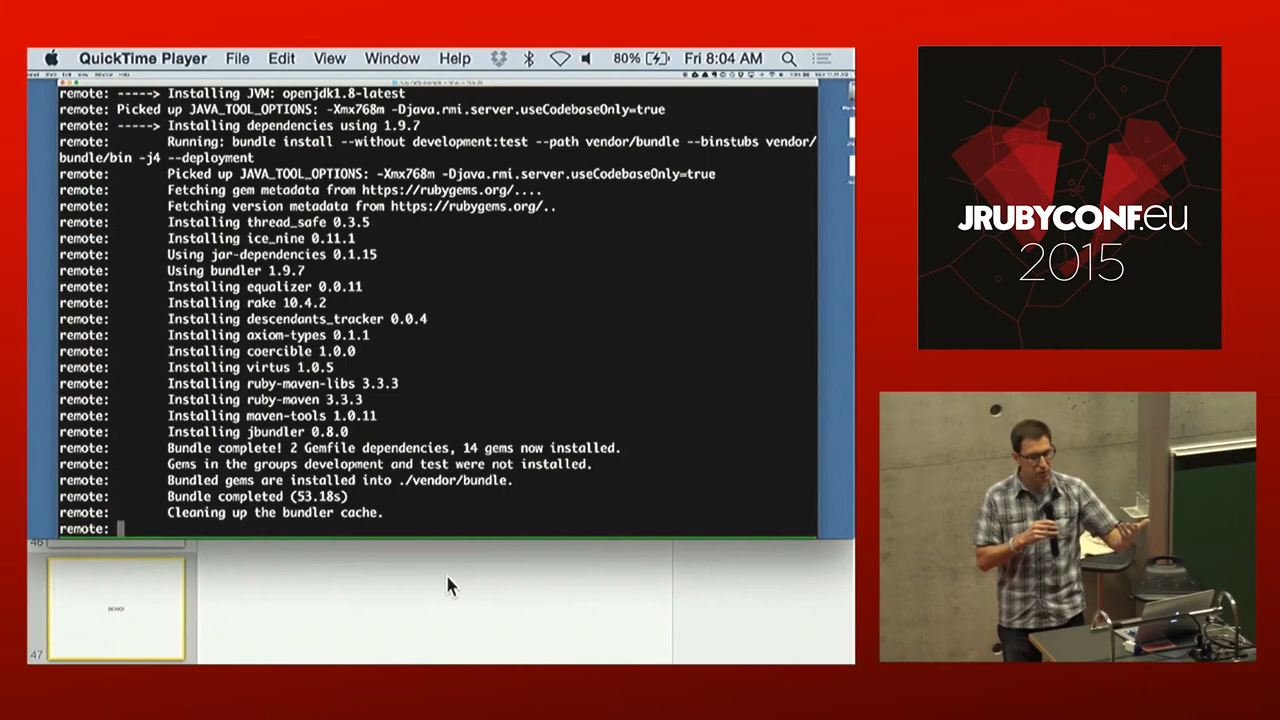 QuickTime Player File Edit View Window Help 80% Fri 8:04 AM
remote: -----> Installing JVM: openjdk1.8-latest
remote: Picked up JAVA_TOOL_OPTIONS: -Xmx768m -Djava.rmi.server.useCodebaseOnly=true
remote: -----> Installing dependencies using 1.9.7
remote: Running: bundle install --without development:test --path vendor/bundle --binstubs vendor/
bundle/bin -j4 --deployment
remote: Picked up JAVA_TOOL_OPTIONS: -Xmx768m -Djava.rmi.server.useCodebaseOnly=true
remote: Fetching gem metadata from https://rubygems.org/....
remote: Fetching version metadata from https://rubygems.org/..
remote: Installing thread_safe 0.3.5
remote: Installing ice_nine 0.11.1
remote: Using jar-dependencies 0.1.15
remote: Using bundler 1.9.7
remote: Installing equalizer 0.0.11
remote: Installing rake 10.4.2
remote: Installing descendants_tracker 0.0.4
remote: Installing axiom-types 0.1.1
remote: Installing coercible 1.0.0
remote: Installing virtus 1.0.5
remote: Installing ruby-maven-libs 3.3.3
remote: Installing ruby-maven 3.3.3
remote: Installing maven-tools 1.0.11
remote: Installing jbundler 0.8.0
remote: Bundle complete! 2 Gemfile dependencies, 14 gems now installed.
remote: Gems in the groups development and test were not installed.
remote: Bundled gems are installed into ./vendor/bundle.
remote: Bundle completed (53.18s)
remote: Cleaning up the bundler cache.
remote:
46
47
JRUBYCONF.eu
2015